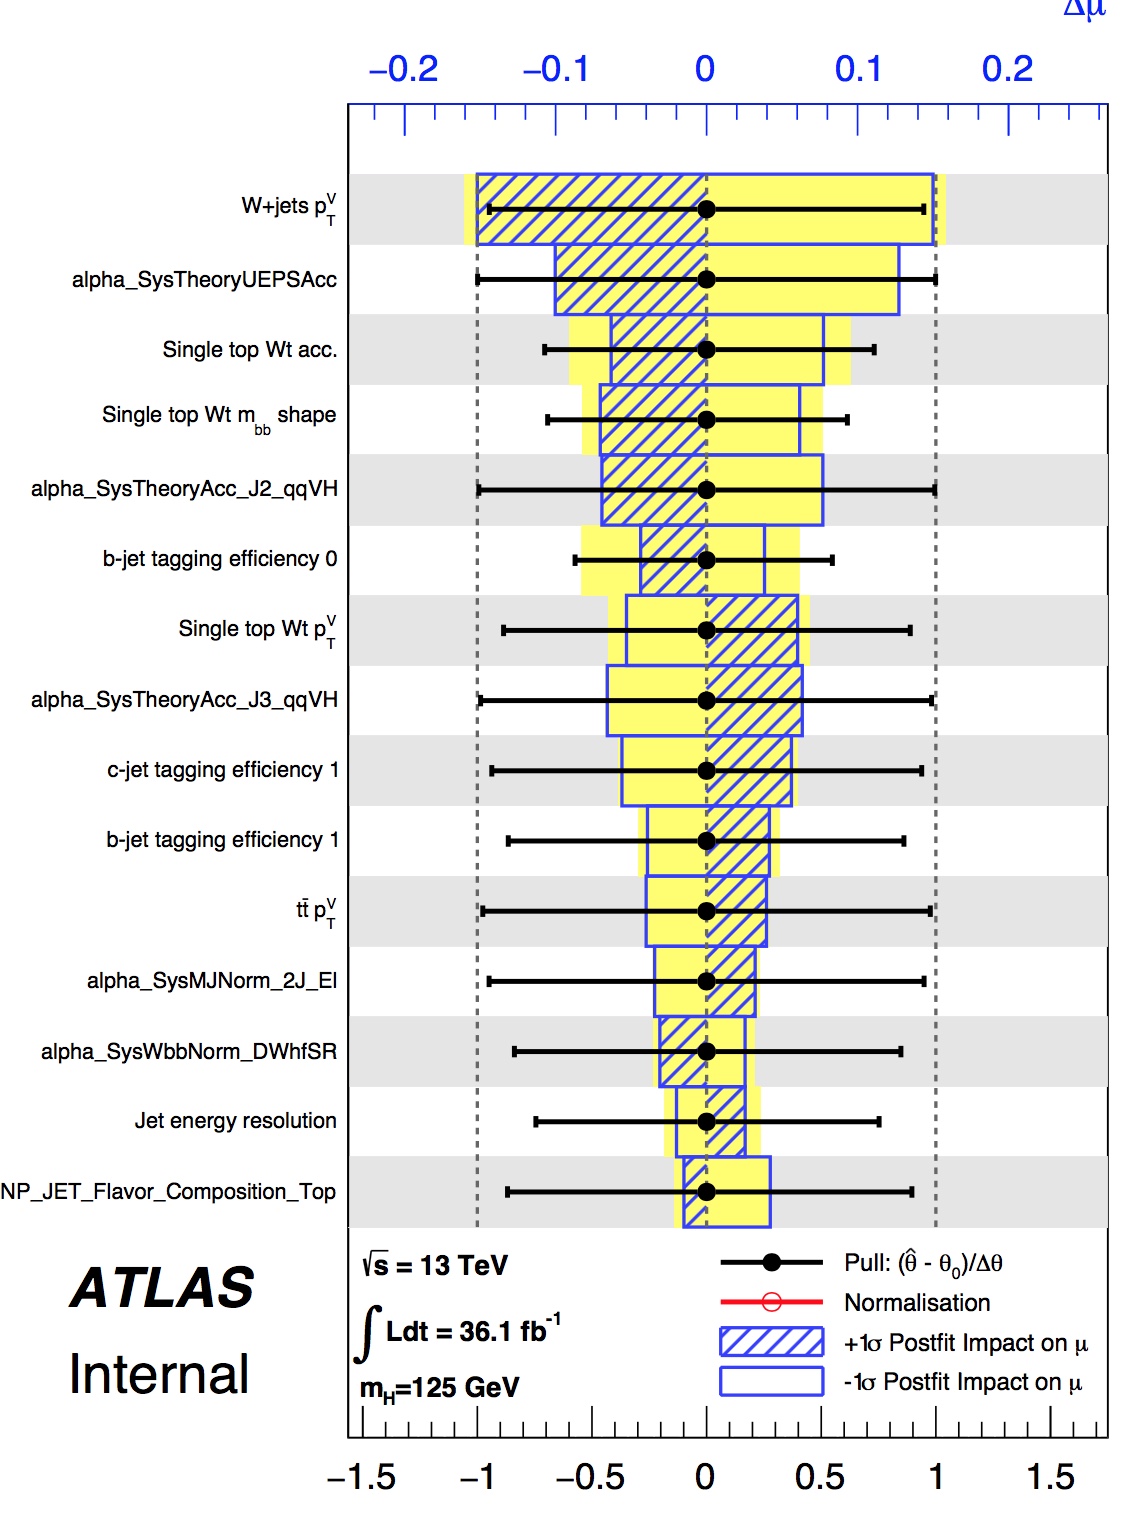 Δμ
−0.2 −0.1 0 0.1 0.2
W+jets p_T^V
alpha_SysTheoryUEPSAcc
Single top Wt acc.
Single top Wt m_bb shape
alpha_SysTheoryAcc_J2_qqVH
b-jet tagging efficiency 0
Single top Wt p_T^V
alpha_SysTheoryAcc_J3_qqVH
c-jet tagging efficiency 1
b-jet tagging efficiency 1
tt̄ p_T^V
alpha_SysMJNorm_2J_El
alpha_SysWbbNorm_DWhfSR
Jet energy resolution
NP_JET_Flavor_Composition_Top
ATLAS
Internal
√s = 13 TeV
∫ Ldt = 36.1 fb⁻¹
m_H=125 GeV
Pull: (θ̂ - θ₀)/Δθ
Normalisation
+1σ Postfit Impact on μ
-1σ Postfit Impact on μ
−1.5 −1 −0.5 0 0.5 1 1.5